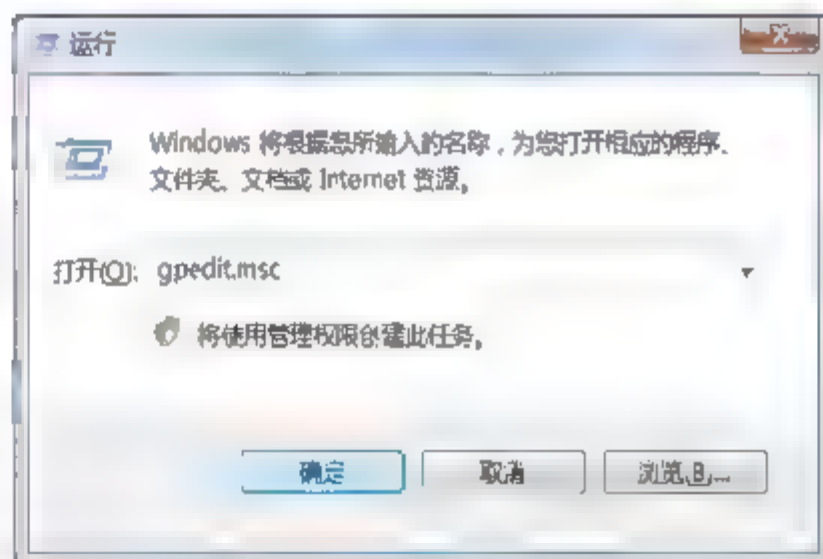 运行
Windows 将根据您所输入的名称，为您打开相应的程序、
文件夹、文档或 Internet 资源。
打开(O): gpedit.msc
将使用管理权限创建此任务。
确定 取消 浏览(B)...